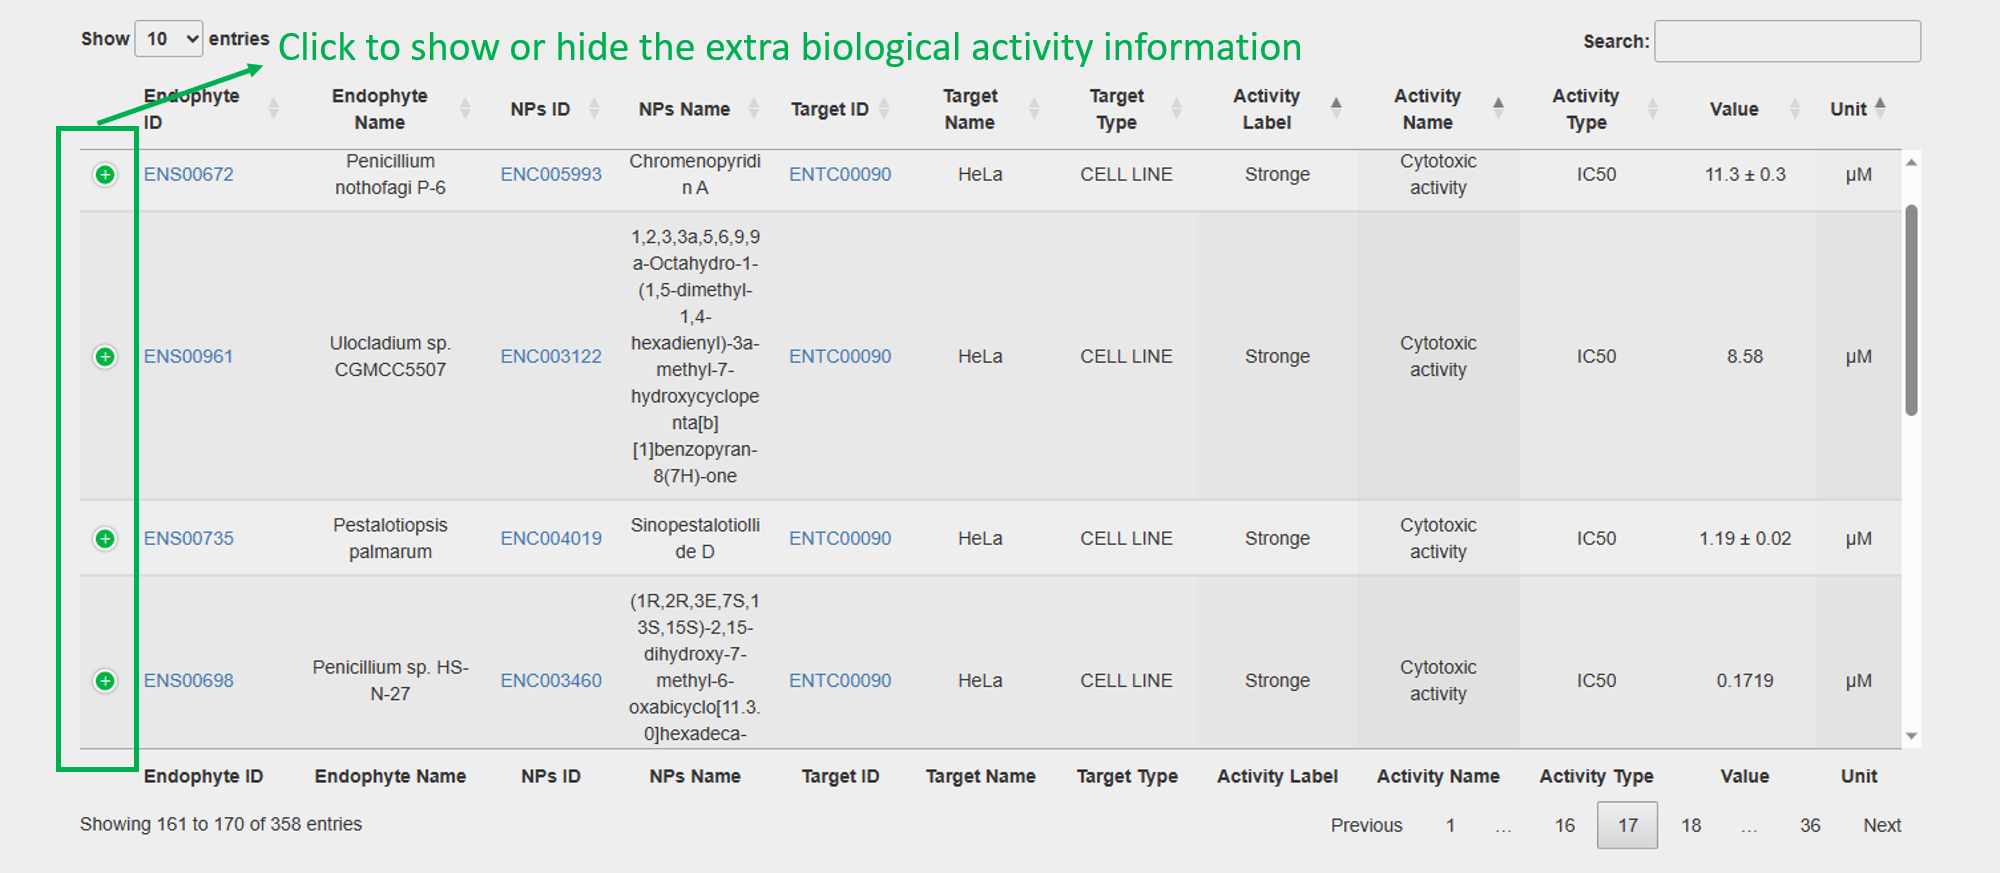 Show 10 entries
Click to show or hide the extra biological activity information
Search:
Endophyte ID
Endophyte Name
NPs ID
NPs Name
Target ID
Target Name
Target Type
Activity Label
Activity Name
Activity Type
Value
Unit
ENS00672
Penicillium
nothofagi P-6
ENC005993
Chromenopyridi
n A
ENTC00090
HeLa
CELL LINE
Stronge
Cytotoxic
activity
IC50
11.3 ± 0.3
µM
ENS00961
Ulocladium sp.
CGMCC5507
ENC003122
1,2,3,3a,5,6,9,9
a-Octahydro-1-
(1,5-dimethyl-
1,4-
hexadienyl)-3a-
methyl-7-
hydroxycyclope
nta[b]
[1]benzopyran-
8(7H)-one
ENTC00090
HeLa
CELL LINE
Stronge
Cytotoxic
activity
IC50
8.58
µM
ENS00735
Pestalotiopsis
palmarum
ENC004019
Sinopestalotiolli
de D
ENTC00090
HeLa
CELL LINE
Stronge
Cytotoxic
activity
IC50
1.19 ± 0.02
µM
ENS00698
Penicillium sp. HS-
N-27
ENC003460
(1R,2R,3E,7S,1
3S,15S)-2,15-
dihydroxy-7-
methyl-6-
oxabicyclo[11.3.
0]hexadeca-
ENTC00090
HeLa
CELL LINE
Stronge
Cytotoxic
activity
IC50
0.1719
µM
Endophyte ID
Endophyte Name
NPs ID
NPs Name
Target ID
Target Name
Target Type
Activity Label
Activity Name
Activity Type
Value
Unit
Showing 161 to 170 of 358 entries
Previous 1 … 16 17 18 … 36 Next